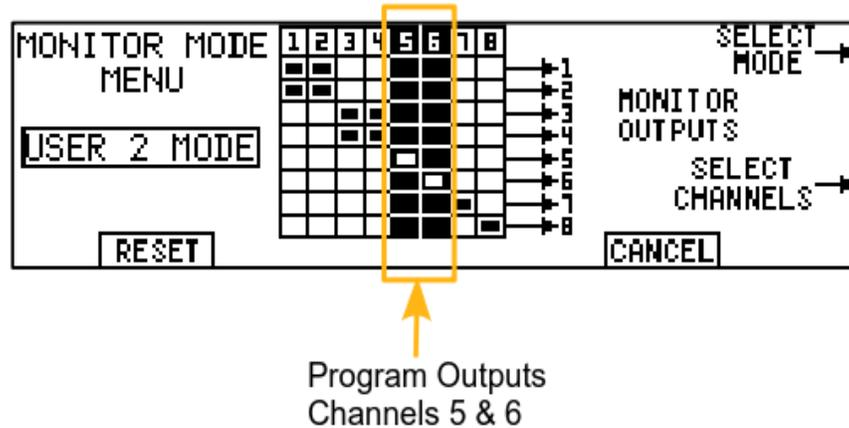 MONITOR MODE
MENU
USER 2 MODE
RESET
1 2 3 4 5 6 7 8
1
2
3
4
5
6
7
8
MONITOR
OUTPUTS
SELECT
MODE
SELECT
CHANNELS
CANCEL
Program Outputs
Channels 5 & 6